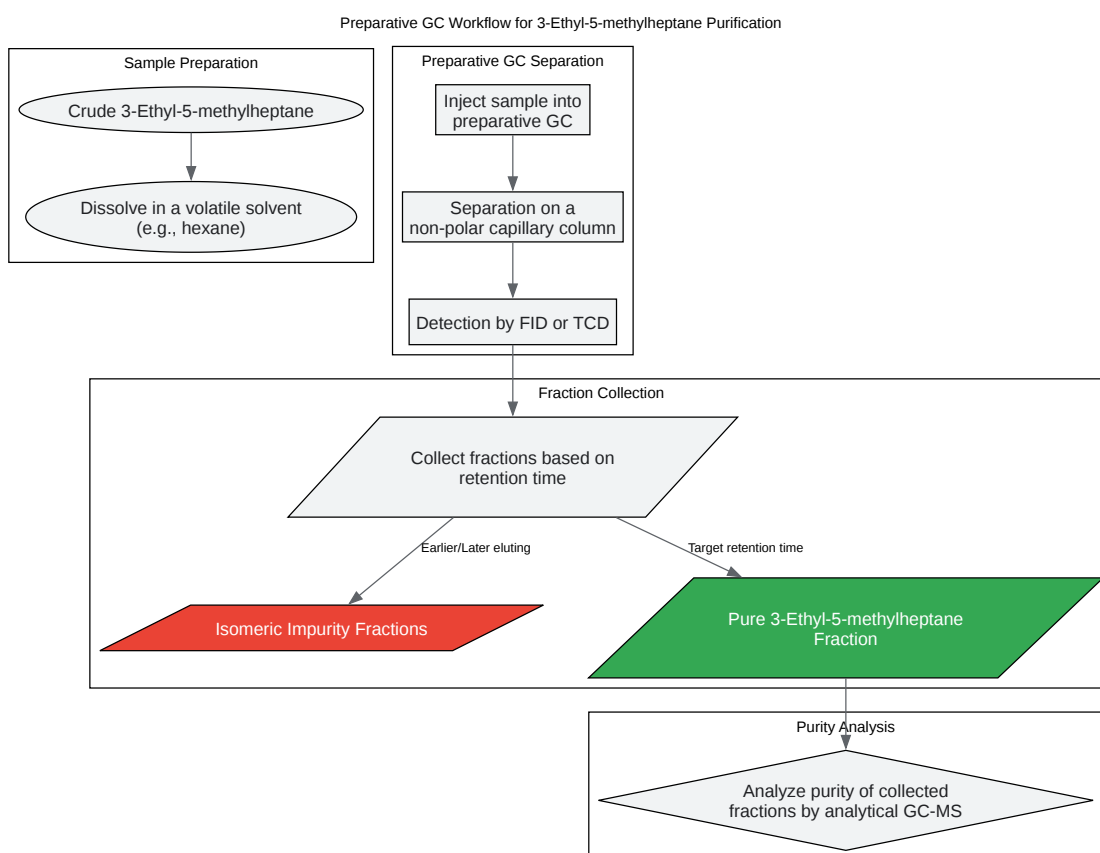 Preparative GC Workflow for 3-Ethyl-5-methylheptane Purification
Sample Preparation
Crude 3-Ethyl-5-methylheptane
Dissolve in a volatile solvent
(e.g., hexane)
Preparative GC Separation
Inject sample into
preparative GC
Separation on a
non-polar capillary column
Detection by FID or TCD
Fraction Collection
Collect fractions based on
retention time
Earlier/Later eluting
Target retention time
Isomeric Impurity Fractions
Pure 3-Ethyl-5-methylheptane
Fraction
Purity Analysis
Analyze purity of collected
fractions by analytical GC-MS